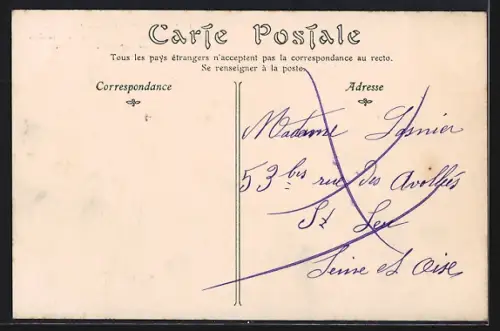 Carte Postale
Tous les pays étrangers n'acceptent pas la correspondance au recto.
Se renseigner à la poste.
Correspondance
Adresse
Madame
53 bis rue des
St Leu
Seine et Oise